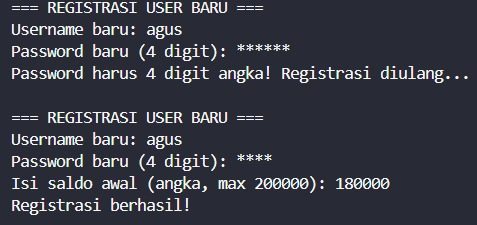 === REGISTRASI USER BARU ===
Username baru: agus
Password baru (4 digit): ******
Password harus 4 digit angka! Registrasi diulang...

=== REGISTRASI USER BARU ===
Username baru: agus
Password baru (4 digit): ****
Isi saldo awal (angka, max 200000): 180000
Registrasi berhasil!